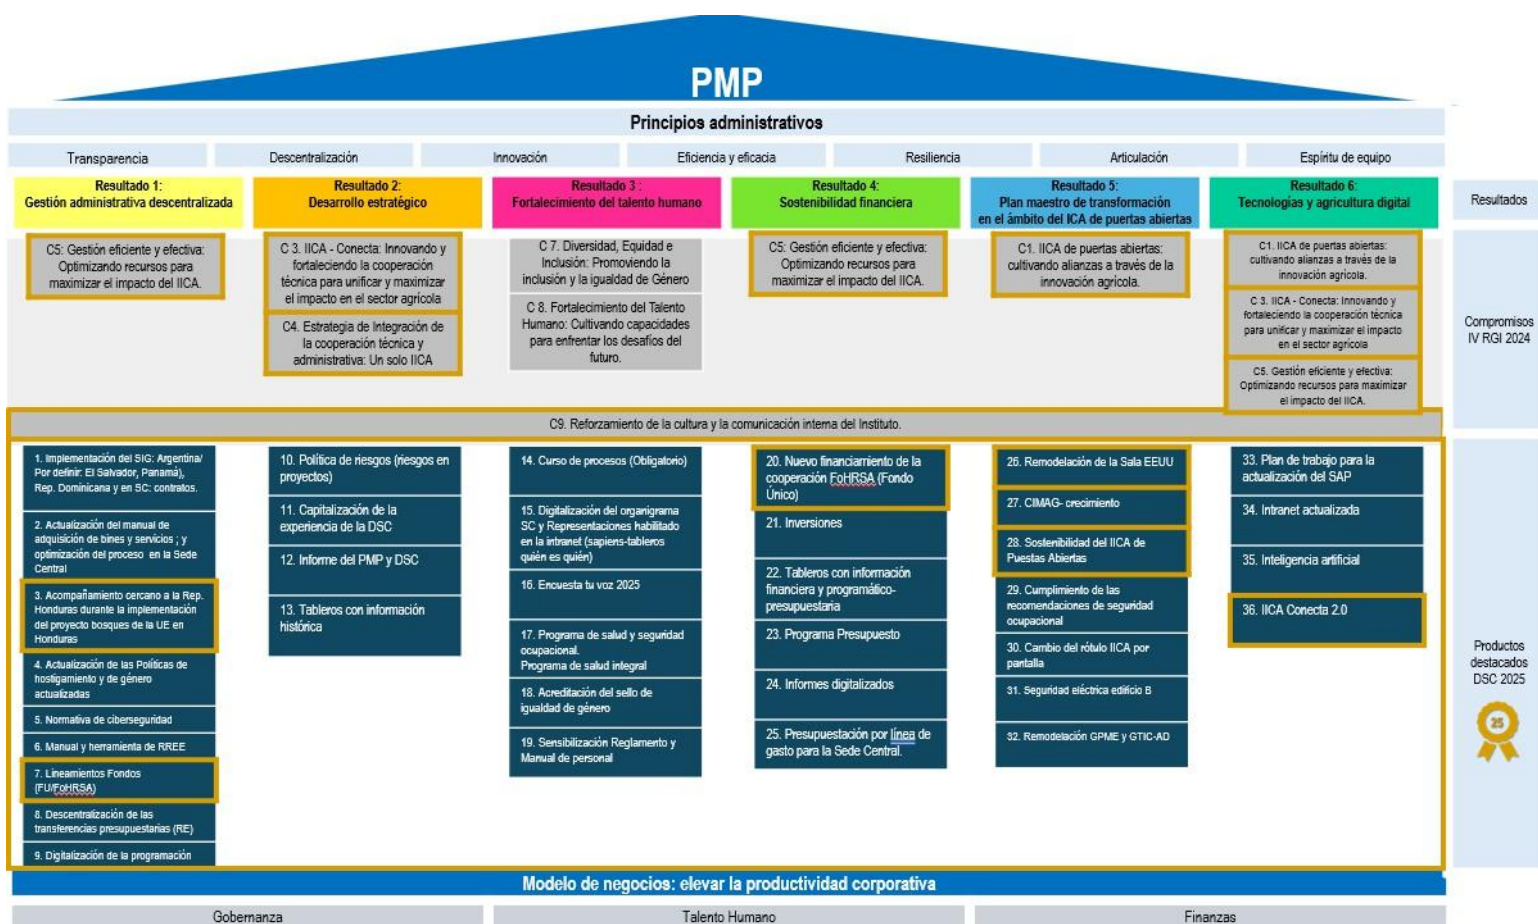 PMP
Principios administrativos
Transparencia
Descentralización
Innovación
Eficiencia y eficacia
Resiliencia
Articulación
Espíritu de equipo
Resultado 1:
Gestión administrativa descentralizada
Resultado 2:
Desarrollo estratégico
Resultado 3 :
Fortalecimiento del talento humano
Resultado 4:
Sostenibilidad financiera
Resultado 5:
Plan maestro de transformación
en el ámbito del ICA de puertas abiertas
Resultado 6:
Tecnologías y agricultura digital
Resultados
C5: Gestión eficiente y efectiva:
Optimizando recursos para
maximizar el impacto del IICA.
C 3. IICA - Conecta: Innovando y
fortaleciendo la cooperación
técnica para unificar y maximizar
el impacto en el sector agrícola
C4. Estrategia de Integración de
la cooperación técnica y
administrativa: Un solo IICA
C 7. Diversidad, Equidad e
Inclusión: Promoviendo la
inclusión y la igualdad de Género
C 8. Fortalecimiento del Talento
Humano: Cultivando capacidades
para enfrentar los desafíos del
futuro.
C5: Gestión eficiente y efectiva:
Optimizando recursos para
maximizar el impacto del IICA.
C1. IICA de puertas abiertas:
cultivando alianzas a través de la
innovación agrícola.
C1. IICA de puertas abiertas:
cultivando alianzas a través de la
innovación agrícola.
C 3. IICA - Conecta: Innovando y
fortaleciendo la cooperación técnica
para unificar y maximizar el impacto
en el sector agrícola
C5. Gestión eficiente y efectiva:
Optimizando recursos para maximizar
el impacto del IICA.
Compromisos
IV RGI 2024
C9. Reforzamiento de la cultura y la comunicación interna del Instituto.
1. Implementación del SIG: Argentina/
Por definir: El Salvador, Panamá),
Rep. Dominicana y en SC: contratos.
2. Actualización del manual de
adquisición de bines y servicios ; y
optimización del proceso en la Sede
Central
3. Acompañamiento cercano a la Rep.
Honduras durante la implementación
del proyecto bosques de la UE en
Honduras
4. Actualización de las Políticas de
hostigamiento y de género
actualizadas
5. Normativa de ciberseguridad
6. Manual y herramienta de RREE
7. Lineamientos Fondos
(FU/FoHRSA)
8. Descentralización de las
transferencias presupuestarias (RE)
9. Digitalización de la programación
10. Política de riesgos (riesgos en
proyectos)
11. Capitalización de la
experiencia de la DSC
12. Informe del PMP y DSC
13. Tableros con información
histórica
14. Curso de procesos (Obligatorio)
15. Digitalización del organigrama
SC y Representaciones habilitado
en la intranet (sapiens-tableros
quién es quién)
16. Encuesta tu voz 2025
17. Programa de salud y seguridad
ocupacional.
Programa de salud integral
18. Acreditación del sello de
igualdad de género
19. Sensibilización Reglamento y
Manual de personal
20. Nuevo financiamiento de la
cooperación FoHRSA (Fondo
Único)
21. Inversiones
22. Tableros con información
financiera y programático-
presupuestaria
23. Programa Presupuesto
24. Informes digitalizados
25. Presupuestación por línea de
gasto para la Sede Central.
26. Remodelación de la Sala EEUU
27. CIMAG- crecimiento
28. Sostenibilidad del IICA de
Puestas Abiertas
29. Cumplimiento de las
recomendaciones de seguridad
ocupacional
30. Cambio del rótulo IICA por
pantalla
31. Seguridad eléctrica edificio B
32. Remodelación GPME y GTIC-AD
33. Plan de trabajo para la
actualización del SAP
34. Intranet actualizada
35. Inteligencia artificial
36. IICA Conecta 2.0
Productos
destacados
DSC 2025
25
Modelo de negocios: elevar la productividad corporativa
Gobernanza
Talento Humano
Finanzas